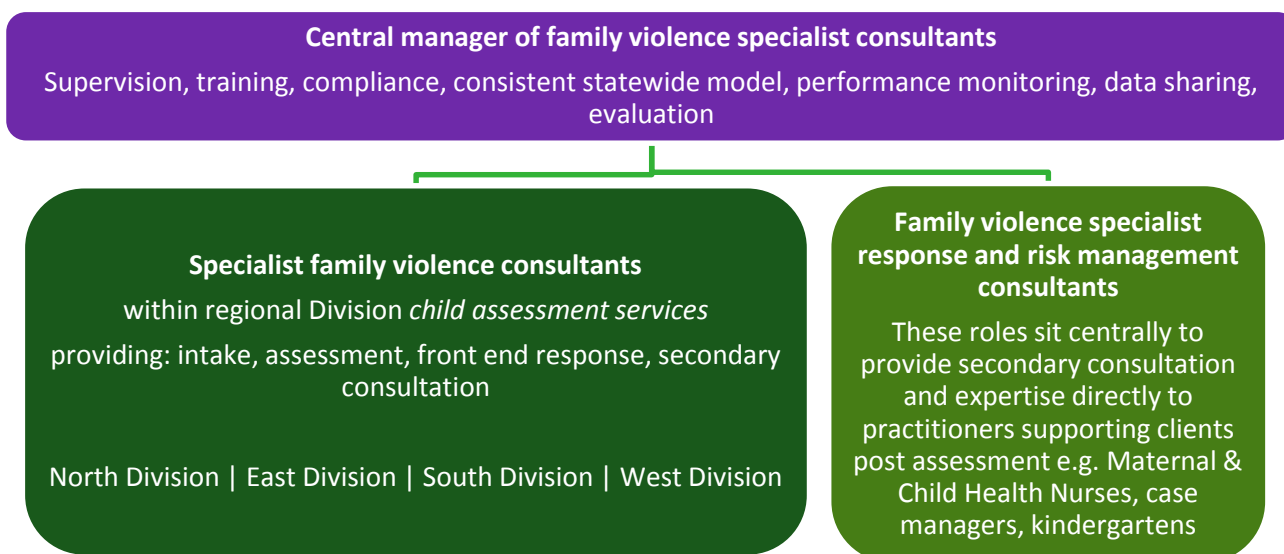 Central manager of family violence specialist consultants
Supervision, training, compliance, consistent statewide model, performance monitoring, data sharing,
evaluation
Specialist family violence consultants
within regional Division child assessment services
providing: intake, assessment, front end response, secondary
consultation
North Division | East Division | South Division | West Division
Family violence specialist
response and risk management
consultants
These roles sit centrally to
provide secondary consultation
and expertise directly to
practitioners supporting clients
post assessment e.g. Maternal &
Child Health Nurses, case
managers, kindergartens